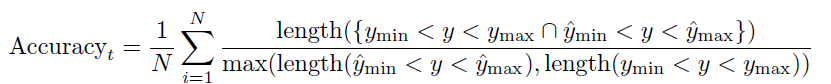 Accuracy_t = \frac{1}{N} \sum_{i=1}^{N} \frac{\text{length}(\{y_{\min} < y < y_{\max} \cap \hat{y}_{\min} < y < \hat{y}_{\max}\})}{\max(\text{length}(\hat{y}_{\min} < y < \hat{y}_{\max}), \text{length}(y_{\min} < y < y_{\max}))}